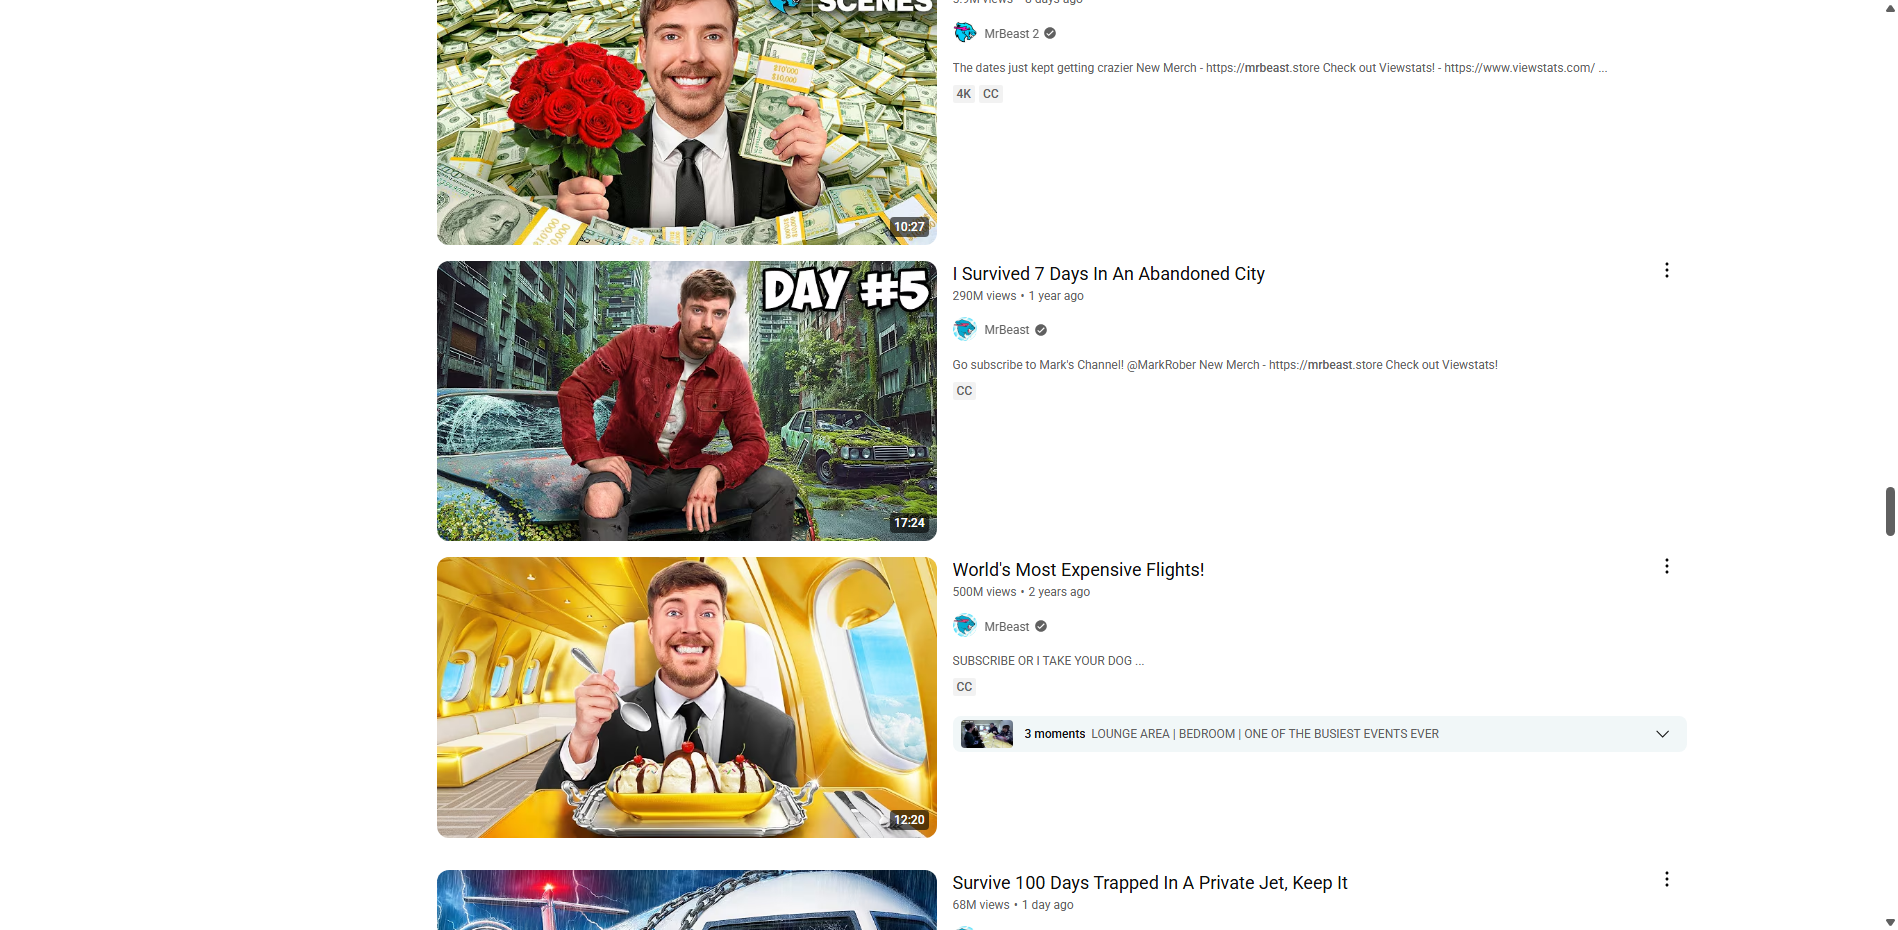 SCENES
MrBeast 2
The dates just kept getting crazier New Merch - https://mrbeast.store Check out Viewstats! - https://www.viewstats.com/ ...
4K CC
$10,000
$10,000
10:27
DAY #5
17:24
I Survived 7 Days In An Abandoned City
290M views • 1 year ago
MrBeast
Go subscribe to Mark's Channel! @MarkRober New Merch - https://mrbeast.store Check out Viewstats!
CC
12:20
World's Most Expensive Flights!
500M views • 2 years ago
MrBeast
SUBSCRIBE OR I TAKE YOUR DOG ...
CC
3 moments LOUNGE AREA | BEDROOM | ONE OF THE BUSIEST EVENTS EVER
Survive 100 Days Trapped In A Private Jet, Keep It
68M views • 1 day ago